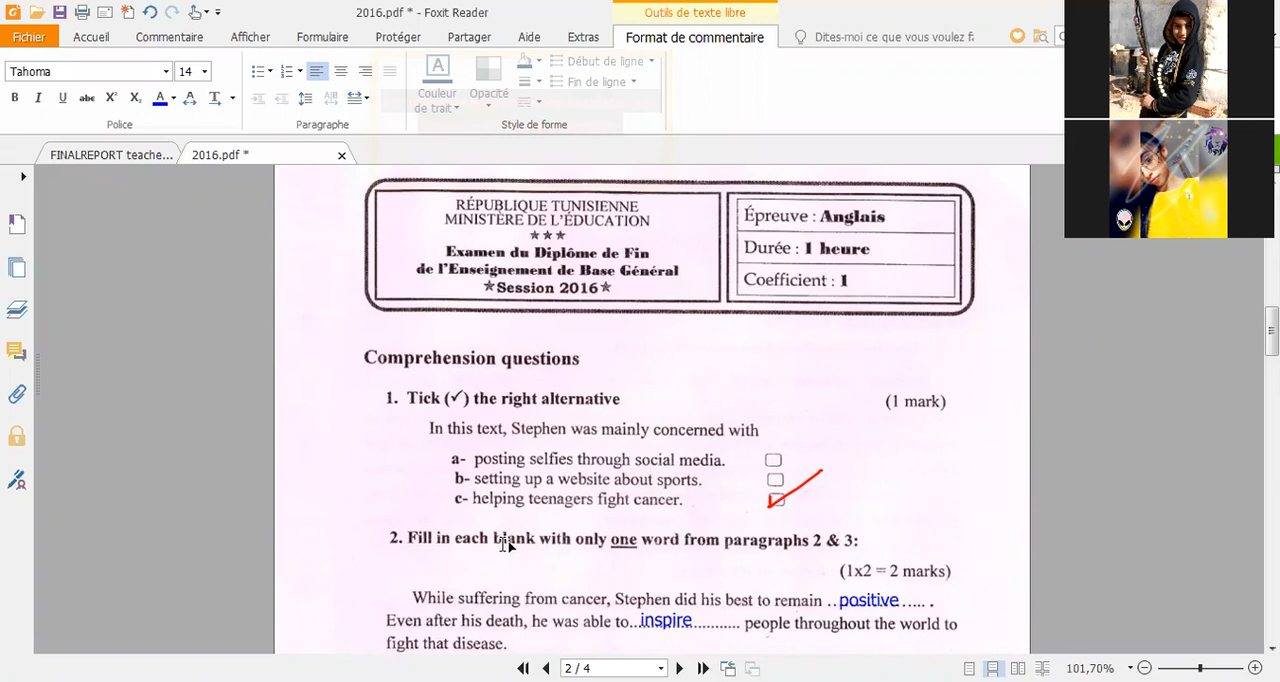 2016.pdf * - Foxit Reader
Outils de texte libre
Fichier Accueil Commentaire Afficher Formulaire Protéger Partager Aide Extras Format de commentaire Dites-moi ce que vous voulez fa
Tahoma 14
Début de ligne
Fin de ligne
Couleur de trait Opacité
Police Paragraphe Style de forme
FINALREPORT teache... 2016.pdf *
RÉPUBLIQUE TUNISIENNE
MINISTÈRE DE L'ÉDUCATION
★★★
Examen du Diplôme de Fin
de l'Enseignement de Base Général
★Session 2016★
Épreuve : Anglais
Durée : 1 heure
Coefficient : 1
Comprehension questions
1. Tick (✓) the right alternative (1 mark)
In this text, Stephen was mainly concerned with
a- posting selfies through social media.
b- setting up a website about sports.
c- helping teenagers fight cancer.
2. Fill in each blank with only one word from paragraphs 2 & 3:
(1x2 = 2 marks)
While suffering from cancer, Stephen did his best to remain ..positive..... .
Even after his death, he was able to...inspire........... people throughout the world to
fight that disease.
2 / 4 101,70%